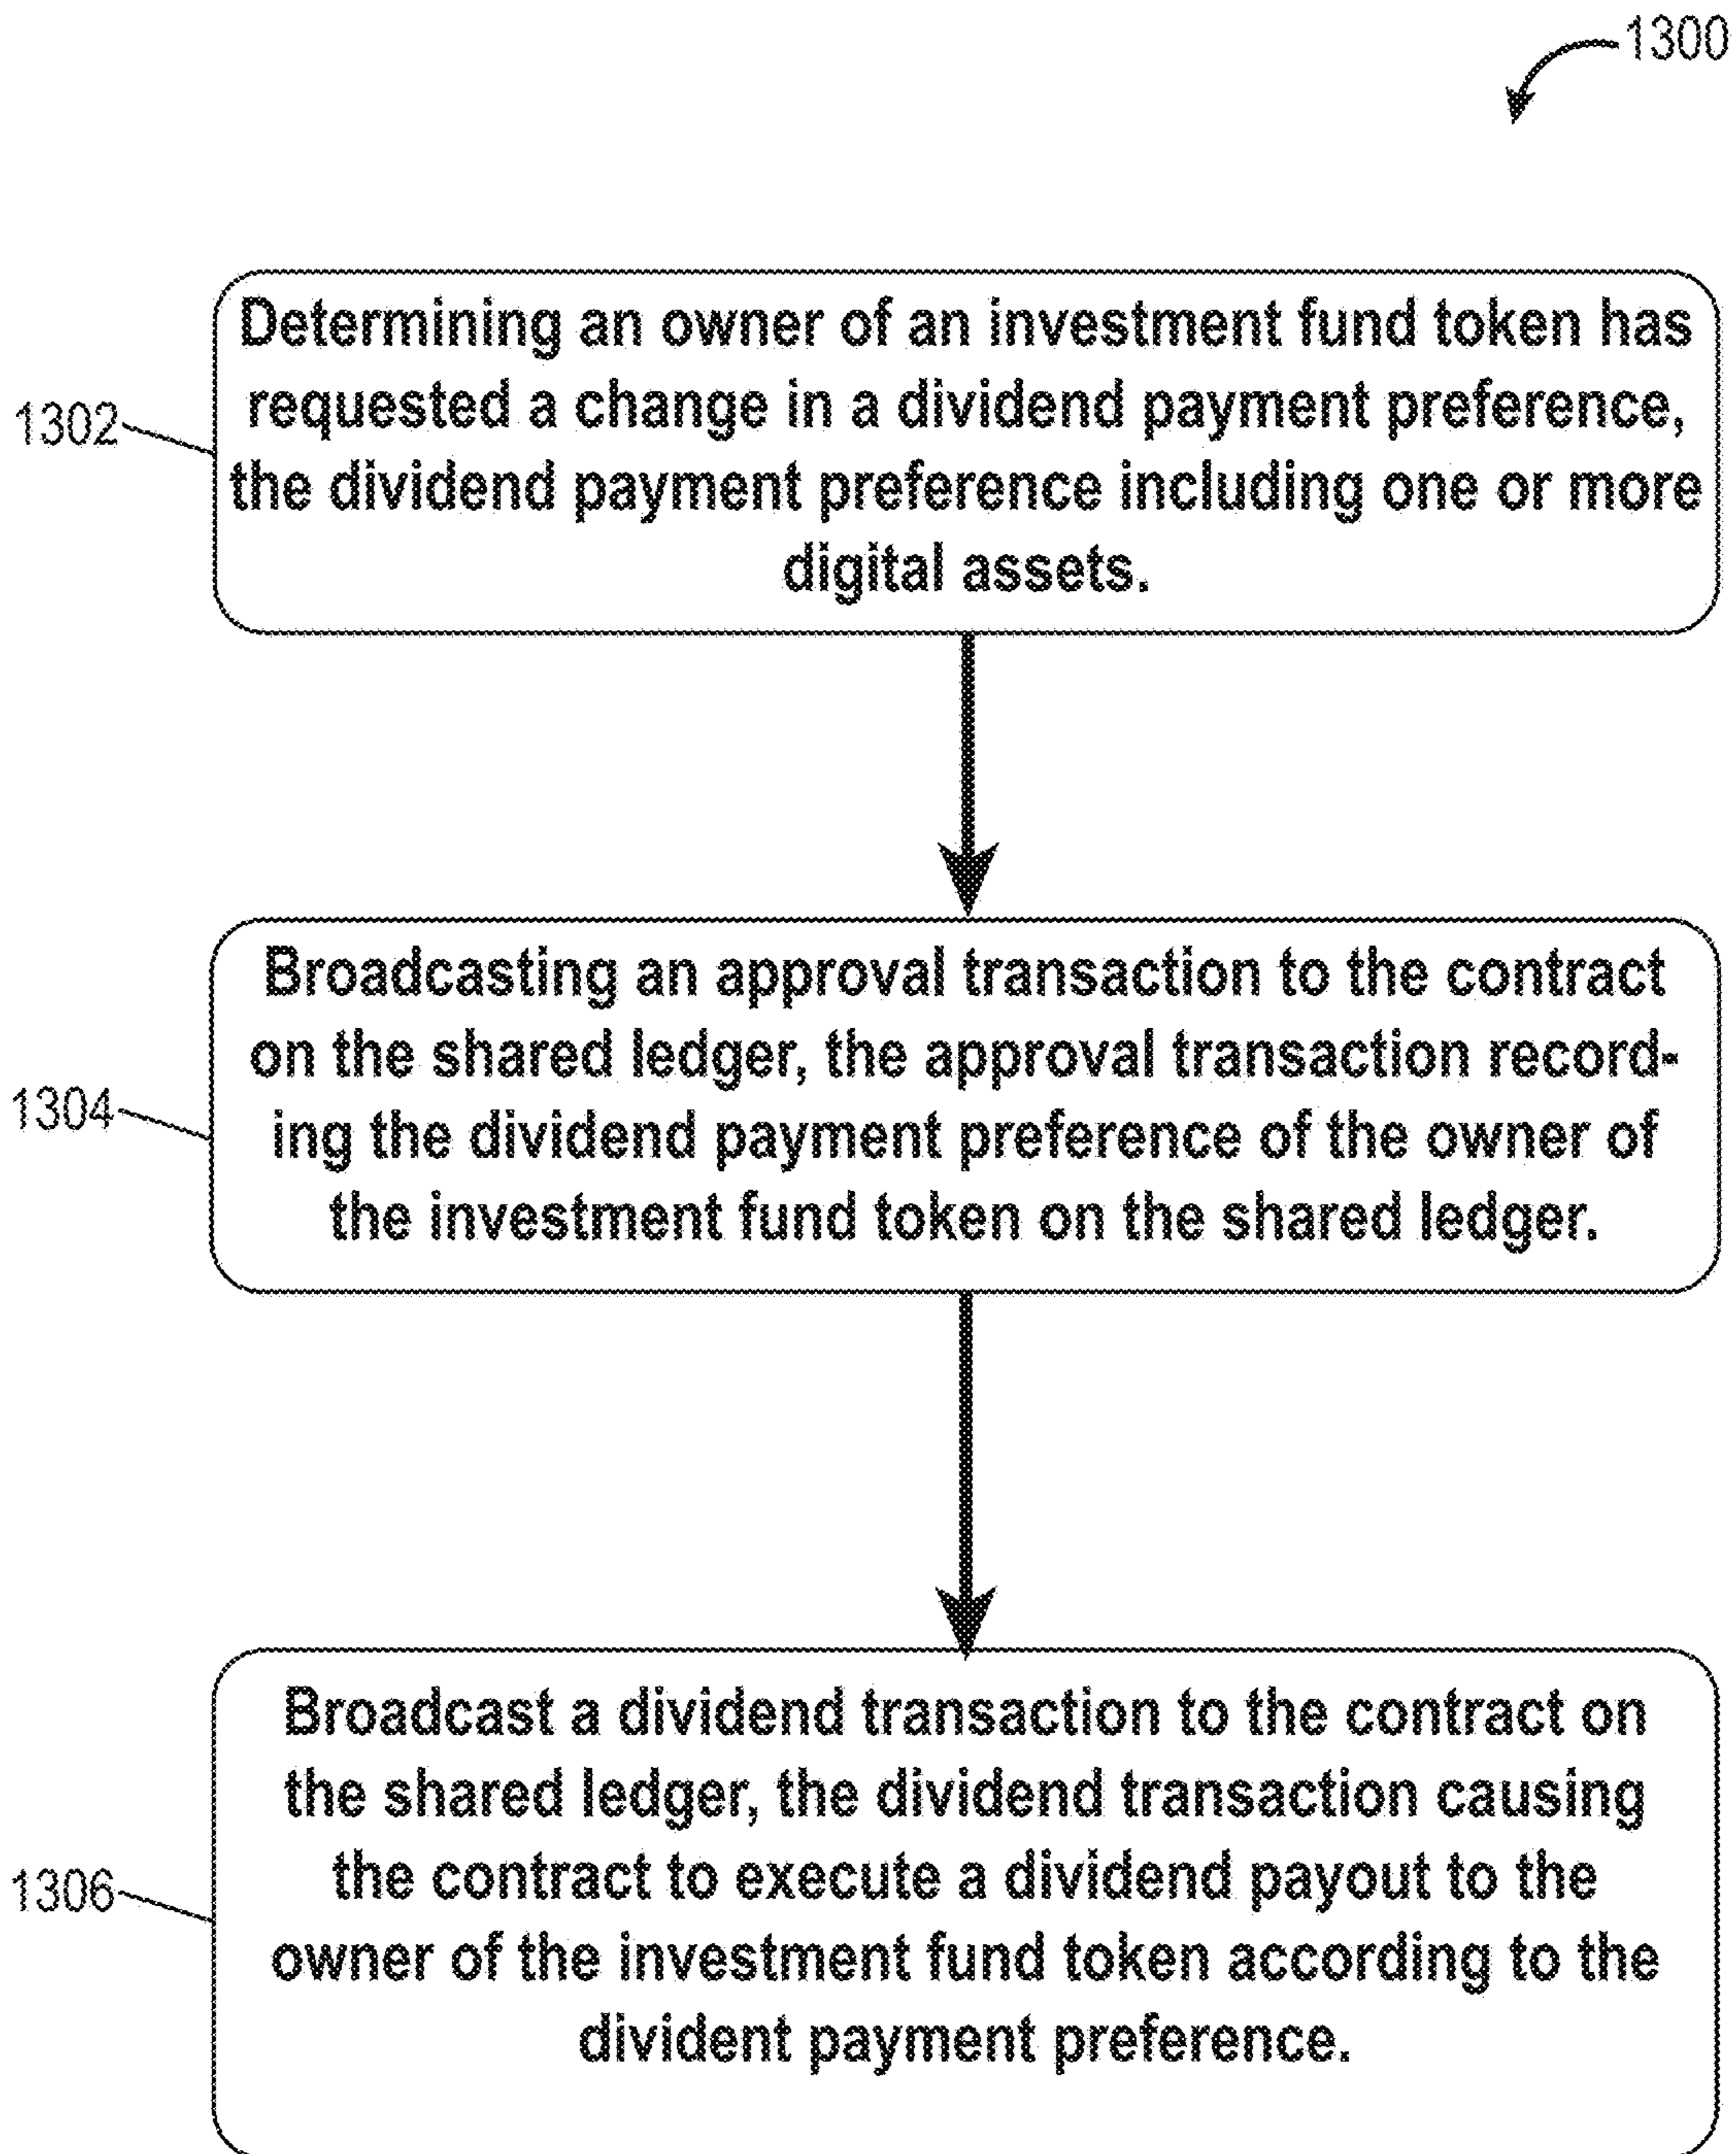 1300
Determining an owner of an investment fund token has
requested a change in a dividend payment preference,
1302
the dividend payment preference including one or more
digital assets.
Broadcasting an approval transaction to the contract
on the shared ledger, the approval transaction record-
1304
ing the dividend payment preference of the owner of
the investment fund token on the shared ledger.
Broadcast a dividend transaction to the contract on
the shared ledger, the dividend transaction causing
1306
the contract to execute a dividend payout to the
owner of the investment fund token according to the
divident payment preference.